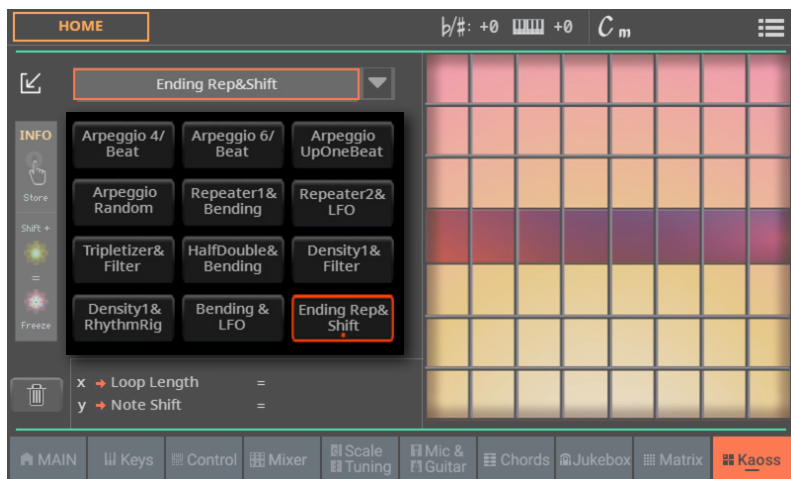 HOME
♭/#: +0 +0 Cm
Ending Rep&Shift
INFO
Store
Shift +
=
Freeze
Arpeggio 4/
Beat
Arpeggio 6/
Beat
Arpeggio
UpOneBeat
Arpeggio
Random
Repeater1&
Bending
Repeater2&
LFO
Tripletizer&
Filter
HalfDouble&
Bending
Density1&
Filter
Density1&
RhythmRig
Bending &
LFO
Ending Rep&
Shift
x → Loop Length =
y → Note Shift =
MAIN
Keys
Control
Mixer
Scale
Tuning
Mic &
Guitar
Chords
Jukebox
Matrix
Kaoss